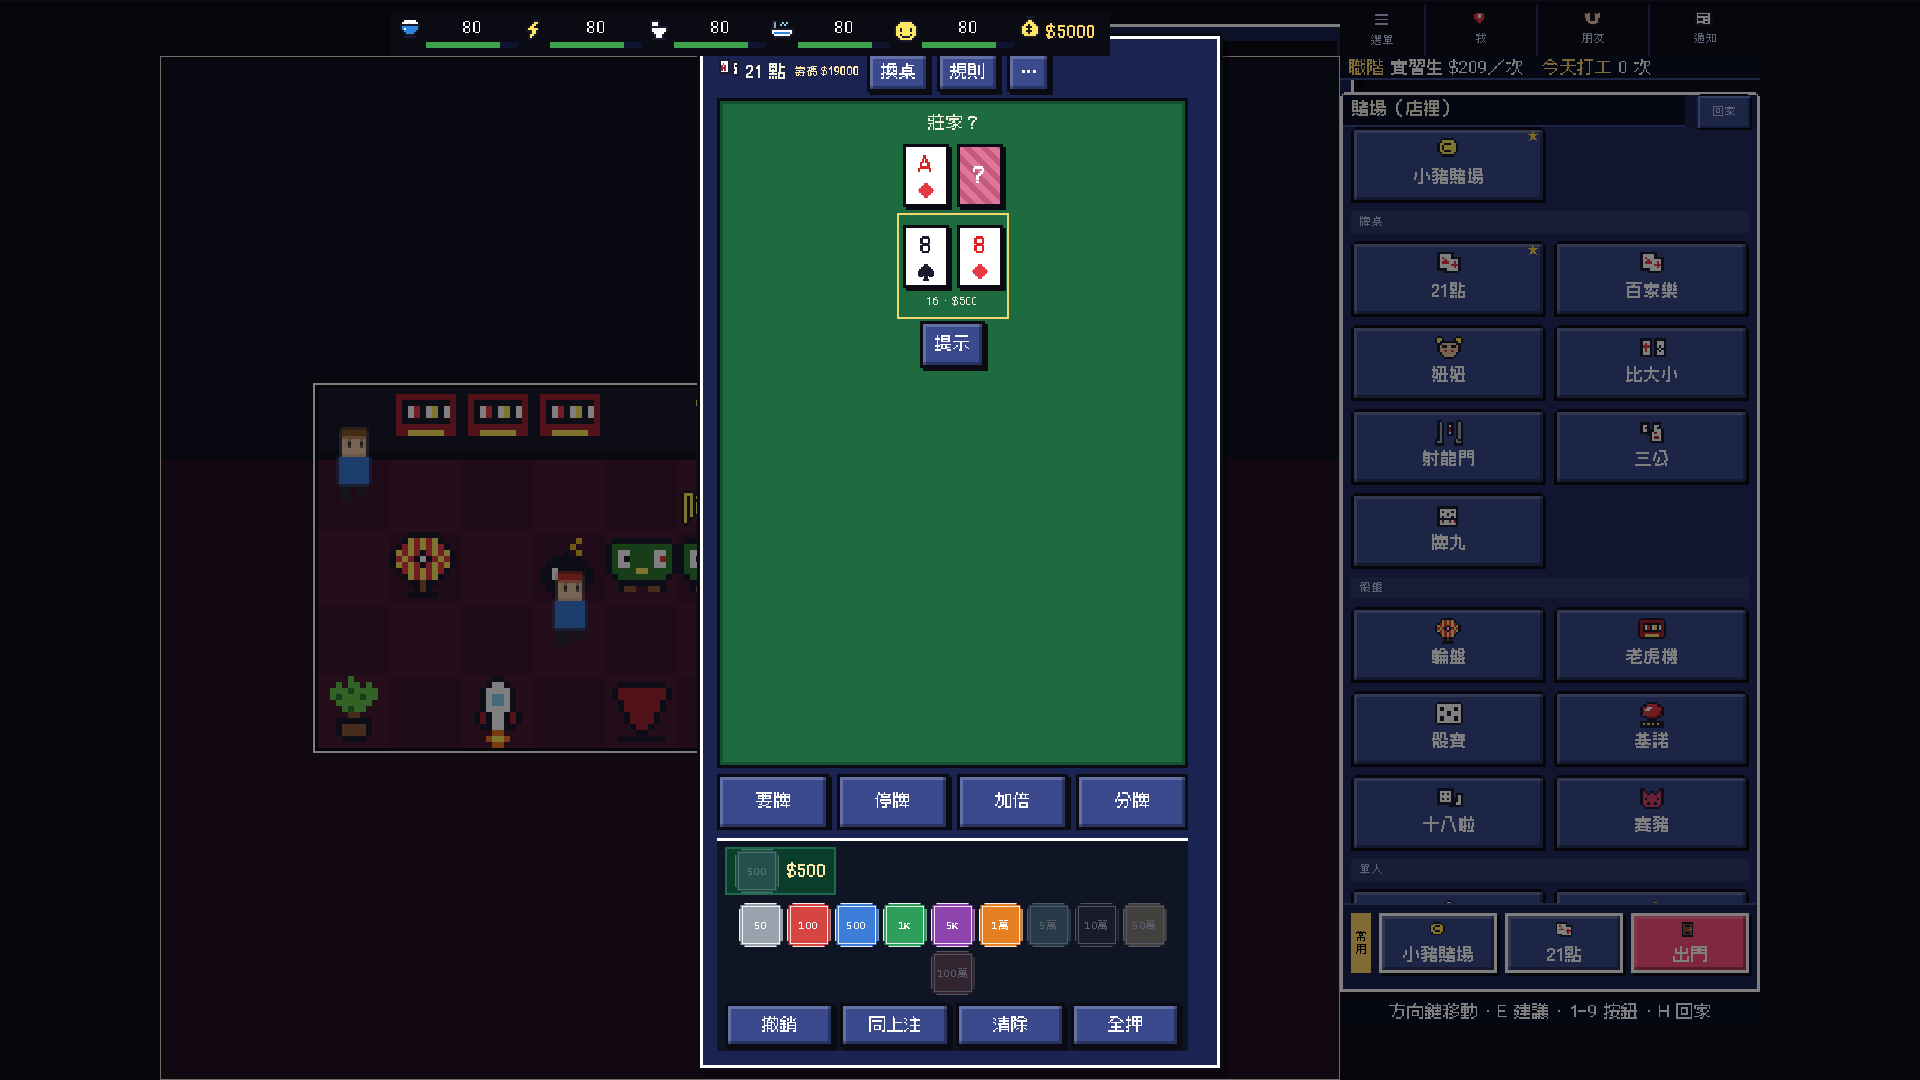 80
80
80
80
80
$5000
選單
我
朋友
通知
21 點
籌碼 $19000
換桌
規則
...
職階 實習生 $209／次 今天打工 0 次
賭場（店裡）
回家
莊家？
A
?
8
8
16 · $500
提示
小豬賭場
牌桌
21點
百家樂
妞妞
比大小
射龍門
三公
牌九
骰盤
輪盤
老虎機
骰寶
基諾
十八啦
賽豬
單人
要牌
停牌
加倍
分牌
500
$500
50
100
500
1K
5K
1萬
5萬
10萬
50萬
100萬
撤銷
同上注
清除
全押
常用
小豬賭場
21點
出門
方向鍵移動 · E 建議 · 1-9 按鈕 · H 回家